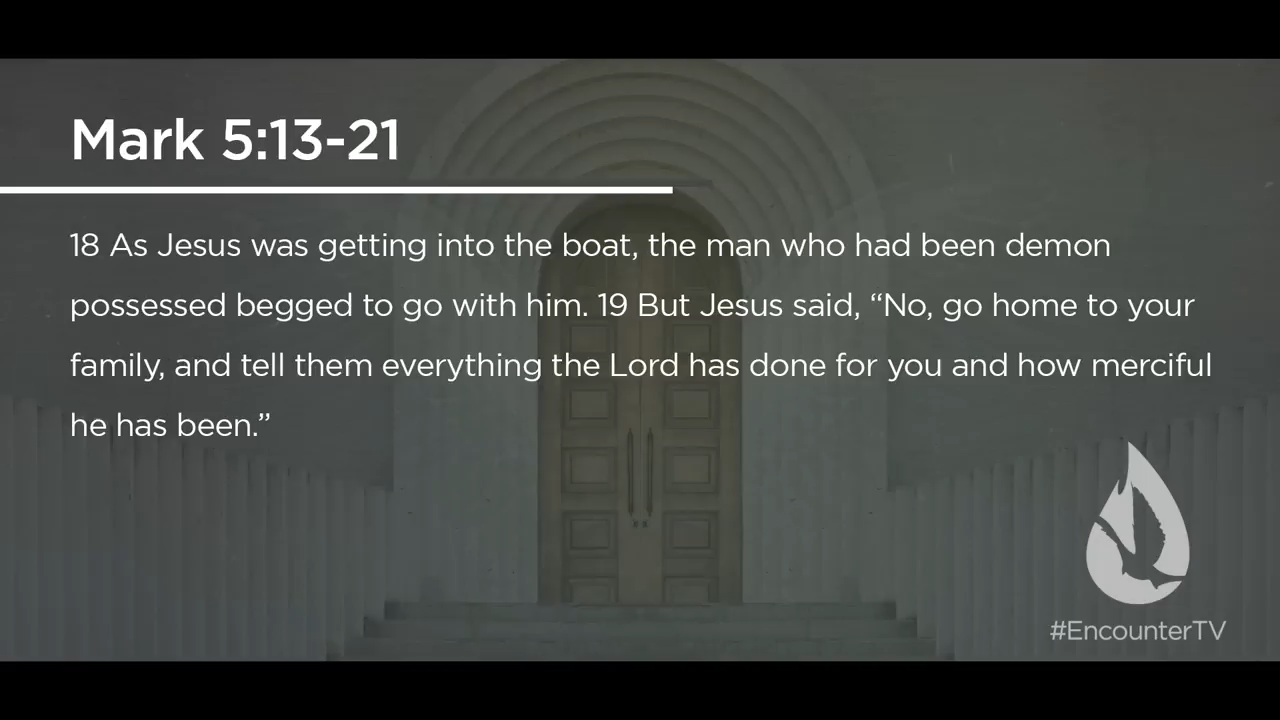 Mark 5:13-21
18 As Jesus was getting into the boat, the man who had been demon
possessed begged to go with him. 19 But Jesus said, “No, go home to your
family, and tell them everything the Lord has done for you and how merciful
he has been.”
#EncounterTV